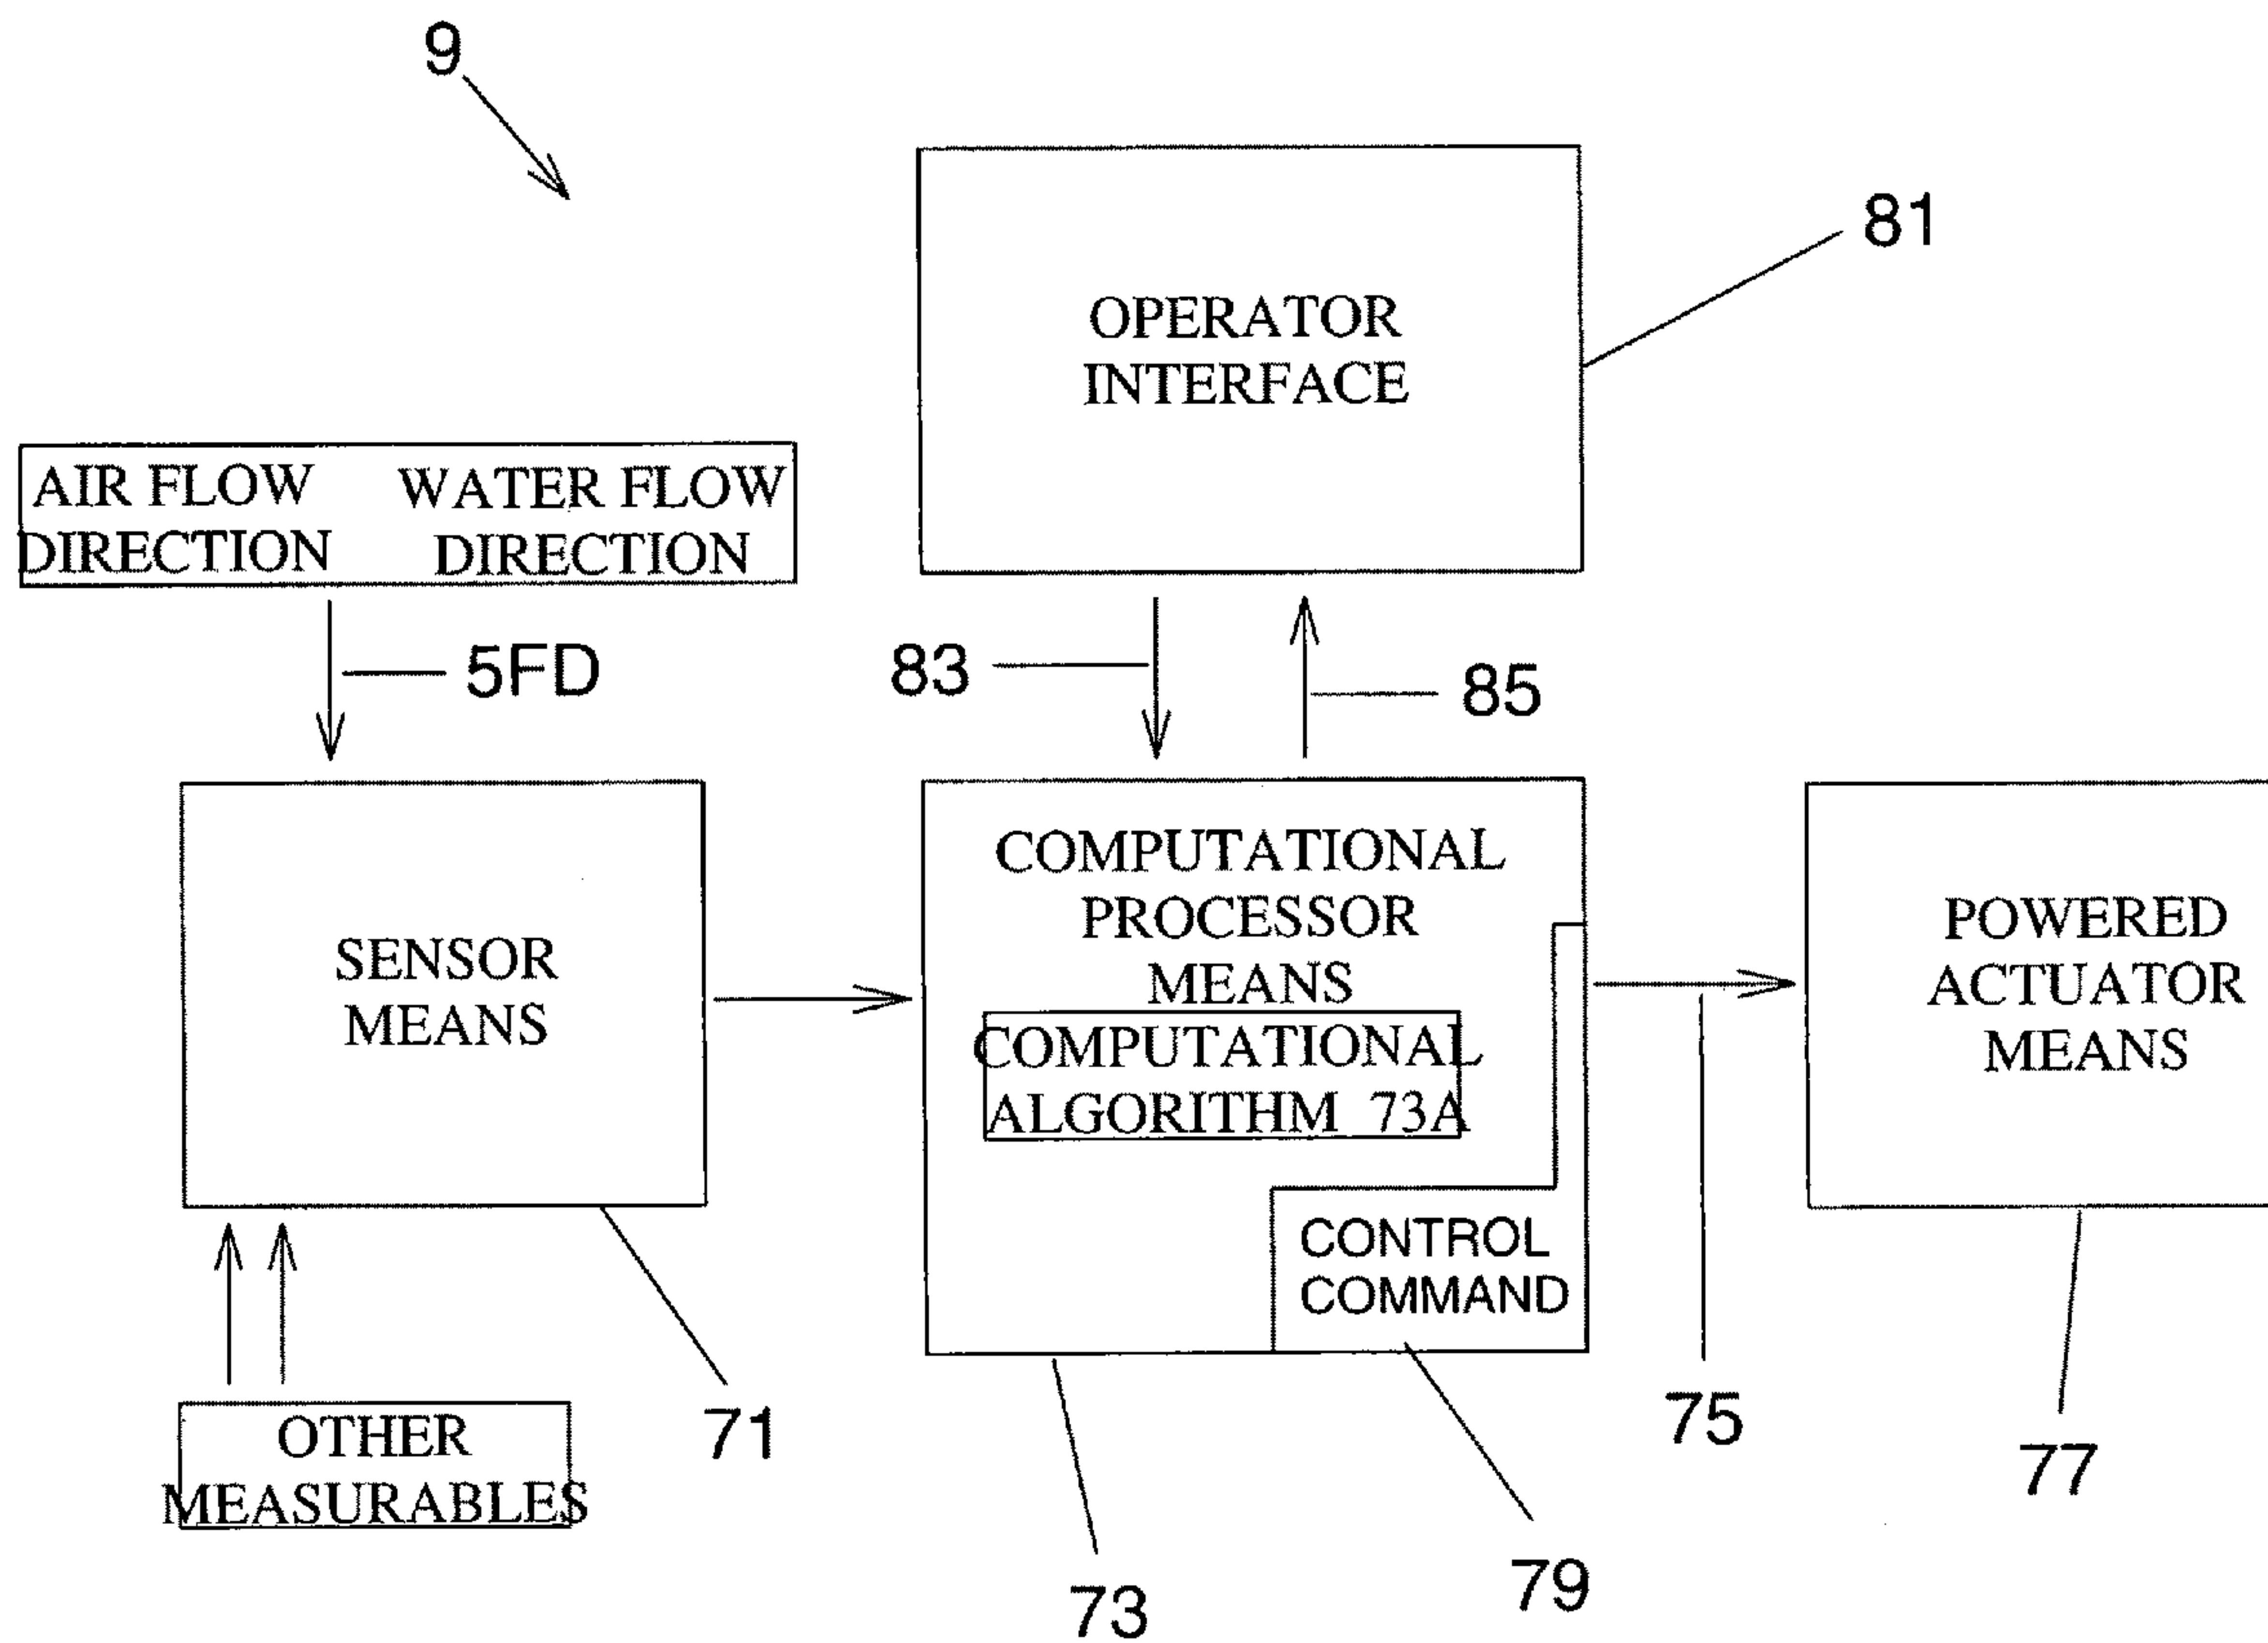 9
OPERATOR
INTERFACE
81
AIR FLOW
DIRECTION
WATER FLOW
DIRECTION
5FD
83
85
SENSOR
MEANS
COMPUTATIONAL
PROCESSOR
MEANS
COMPUTATIONAL
ALGORITHM 73A
CONTROL
COMMAND
POWERED
ACTUATOR
MEANS
OTHER
MEASURABLES
71
73
79
75
77